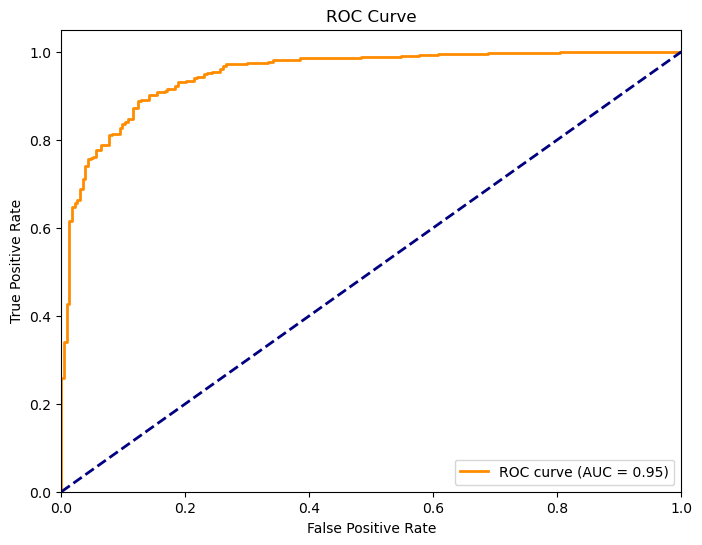 ROC Curve
True Positive Rate
1.0
0.8
0.6
0.4
0.2
0.0
0.0 0.2 0.4 0.6 0.8 1.0
False Positive Rate
ROC curve (AUC = 0.95)